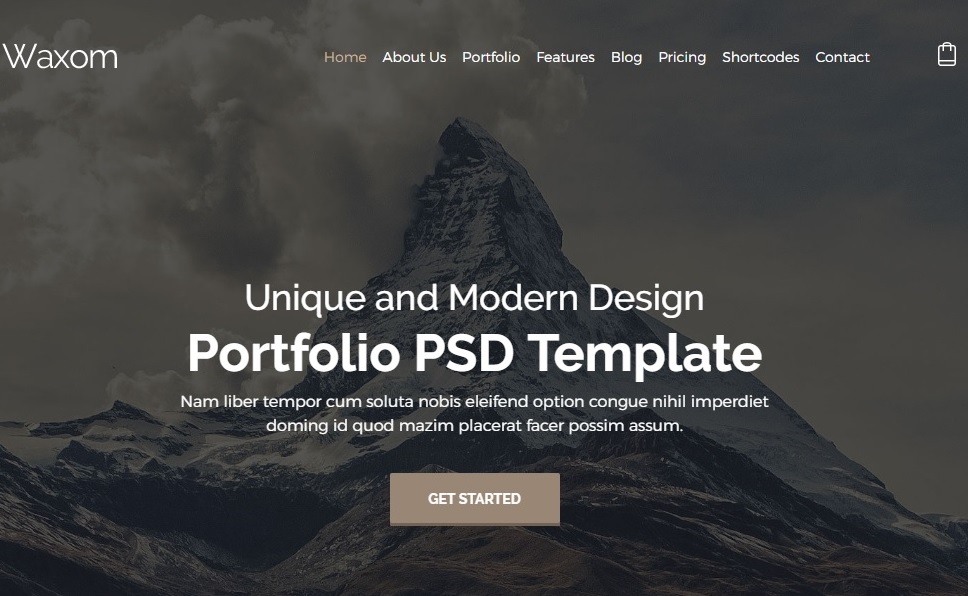 Waxom
Home About Us Portfolio Features Blog Pricing Shortcodes Contact
Unique and Modern Design
Portfolio PSD Template
Nam liber tempor cum soluta nobis eleifend option congue nihil imperdiet
doming id quod mazim placerat facer possim assum.
GET STARTED